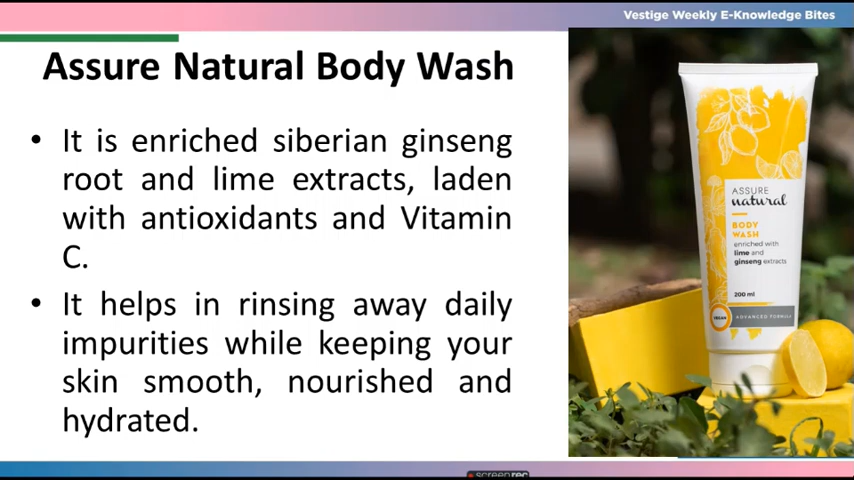 Vestige Weekly E-Knowledge Bites
Assure Natural Body Wash
• It is enriched siberian ginseng
root and lime extracts, laden
with antioxidants and Vitamin
C.
• It helps in rinsing away daily
impurities while keeping your
skin smooth, nourished and
hydrated.
ASSURE
natural
BODY
WASH
enriched with
lime and
ginseng extracts
200 ml
VEGAN
ADVANCED FORMULA
screenrec